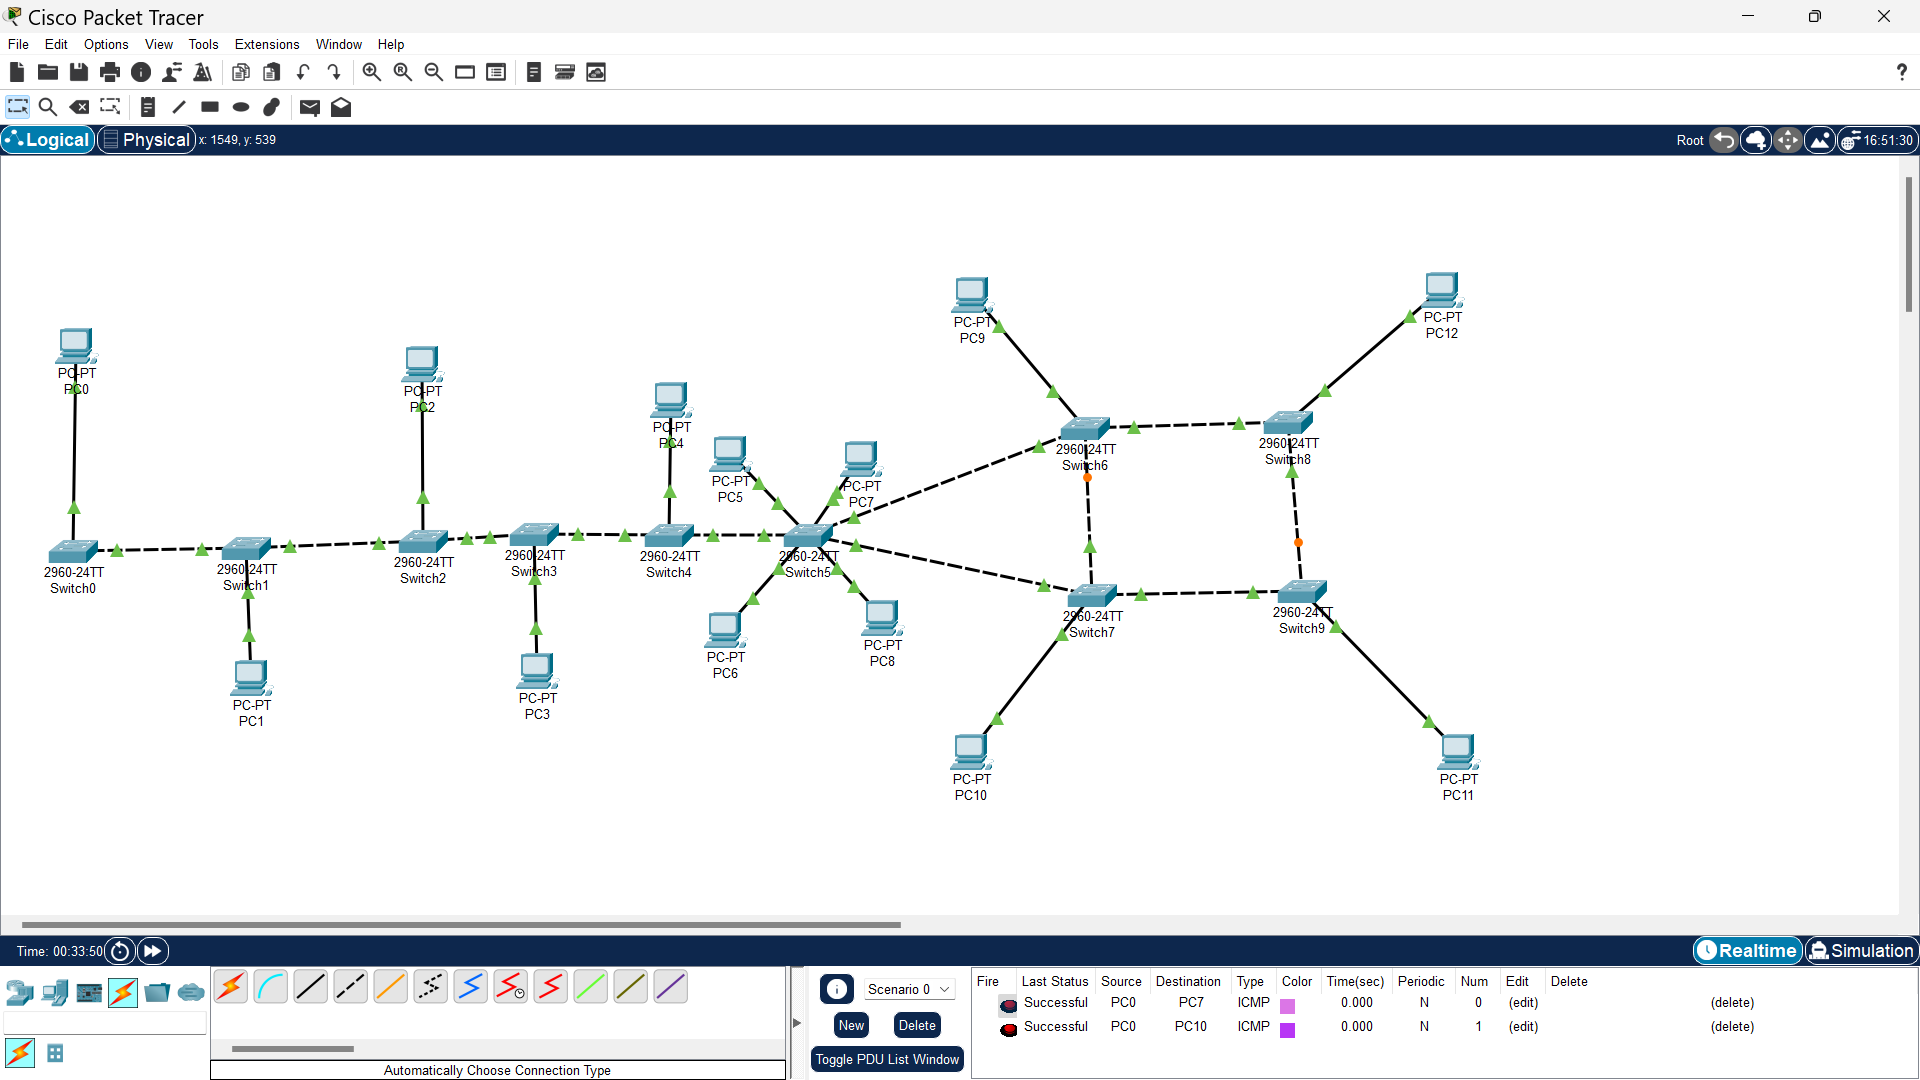 Cisco Packet Tracer
File Edit Options View Tools Extensions Window Help
?
Logical Physical x: 1549, y: 539 Root 16:51:30
PC-PT
PC9
PC-PT
PC12
PC-PT
PC0
PC-PT
PC2
PC-PT
PC4
PC-PT
PC5
PC-PT
PC7
2960-24TT
Switch6
2960-24TT
Switch8
2960-24TT
Switch0
2960-24TT
Switch1
2960-24TT
Switch2
2960-24TT
Switch3
2960-24TT
Switch4
2960-24TT
Switch5
2960-24TT
Switch7
2960-24TT
Switch9
PC-PT
PC6
PC-PT
PC8
PC-PT
PC1
PC-PT
PC3
PC-PT
PC10
PC-PT
PC11
Time: 00:33:50 Realtime Simulation
Scenario 0
New Delete
Toggle PDU List Window
Automatically Choose Connection Type
Fire Last Status Source Destination Type Color Time(sec) Periodic Num Edit Delete
Successful PC0 PC7 ICMP 0.000 N 0 (edit) (delete)
Successful PC0 PC10 ICMP 0.000 N 1 (edit) (delete)